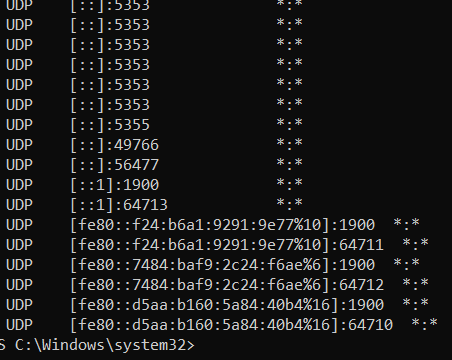 UDP    [::]:5353              *:*
UDP    [::]:5353              *:*
UDP    [::]:5353              *:*
UDP    [::]:5353              *:*
UDP    [::]:5353              *:*
UDP    [::]:5353              *:*
UDP    [::]:5355              *:*
UDP    [::]:49766             *:*
UDP    [::]:56477             *:*
UDP    [::1]:1900             *:*
UDP    [::1]:64713            *:*
UDP    [fe80::f24:b6a1:9291:9e77%10]:1900  *:*
UDP    [fe80::f24:b6a1:9291:9e77%10]:64711  *:*
UDP    [fe80::7484:baf9:2c24:f6ae%6]:1900  *:*
UDP    [fe80::7484:baf9:2c24:f6ae%6]:64712  *:*
UDP    [fe80::d5aa:b160:5a84:40b4%16]:1900  *:*
UDP    [fe80::d5aa:b160:5a84:40b4%16]:64710  *:*
S C:\Windows\system32>